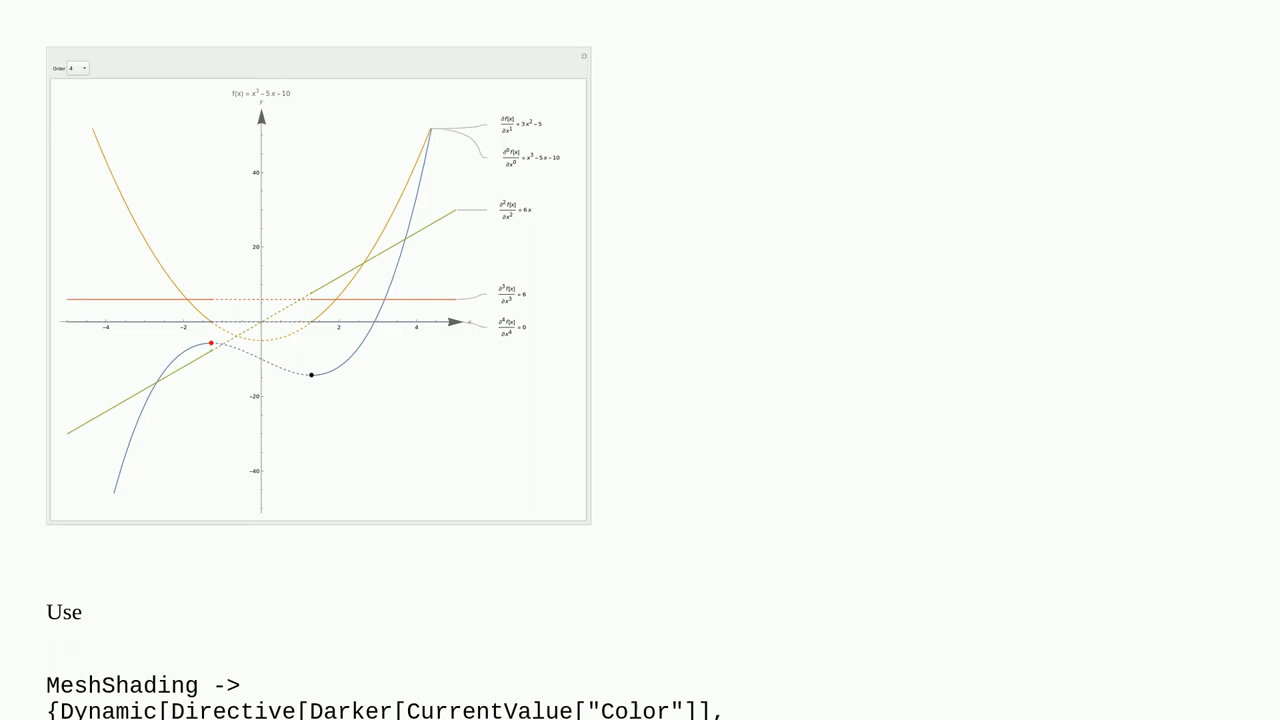 Order 4
f(x) = x³ – 5 x – 10
y
40
20
–20
–40
–4
–2
2
4
x
∂f[x]/∂x¹ = 3 x² – 5
∂⁰f[x]/∂x⁰ = x³ – 5 x – 10
∂²f[x]/∂x² = 6 x
∂³f[x]/∂x³ = 6
∂⁴f[x]/∂x⁴ = 0
Use
MeshShading ->
{Dynamic[Directive[Darker[CurrentValue["Color"]],